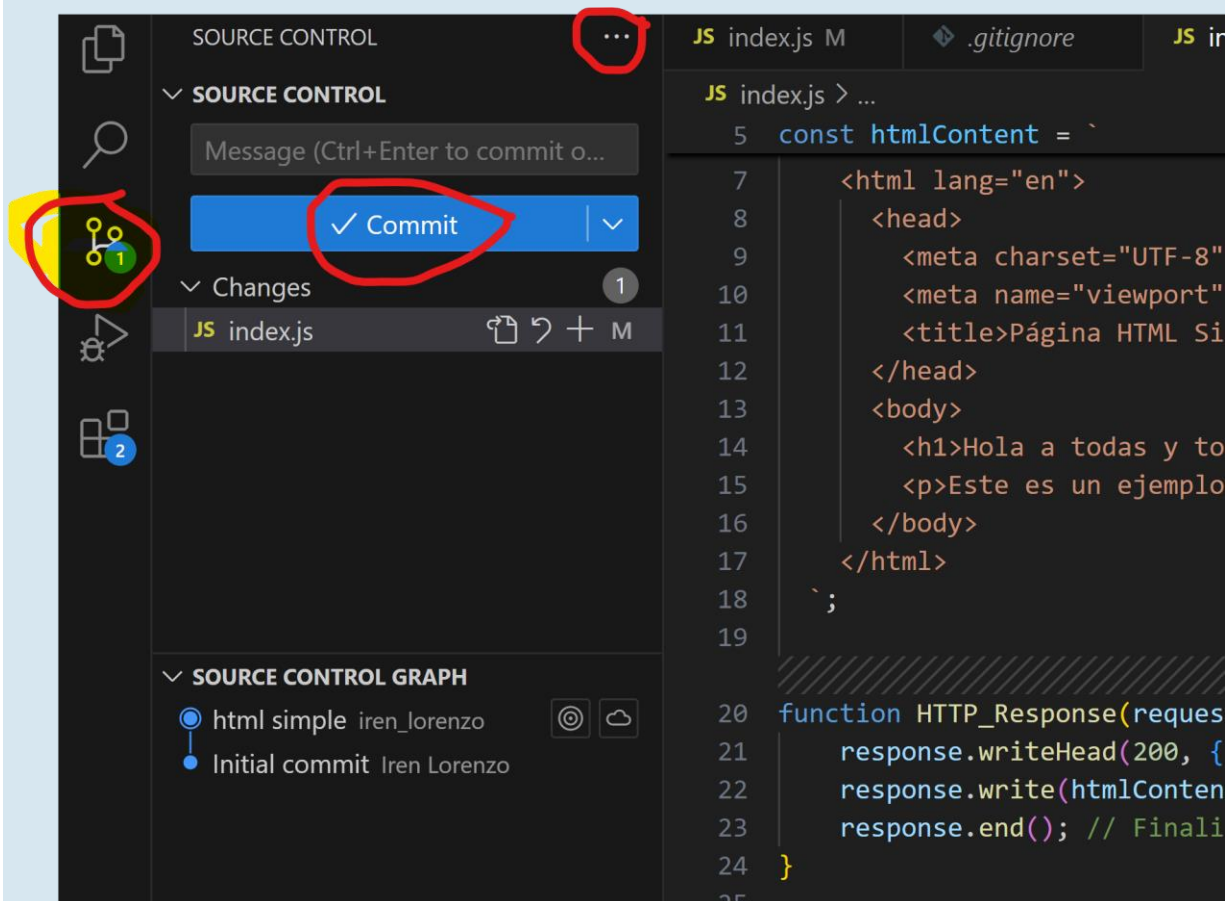 SOURCE CONTROL ...
SOURCE CONTROL
Message (Ctrl+Enter to commit o...
✓ Commit
1
Changes 1
JS index.js M
2
SOURCE CONTROL GRAPH
html simple iren_lorenzo
Initial commit Iren Lorenzo
JS index.js M .gitignore JS in
JS index.js > ...
5 const htmlContent = `
7 <html lang="en">
8 <head>
9 <meta charset="UTF-8"
10 <meta name="viewport"
11 <title>Página HTML Si
12 </head>
13 <body>
14 <h1>Hola a todas y to
15 <p>Este es un ejemplo
16 </body>
17 </html>
18 `;
19
20 function HTTP_Response(reques
21 response.writeHead(200, {
22 response.write(htmlConten
23 response.end(); // Finali
24 }